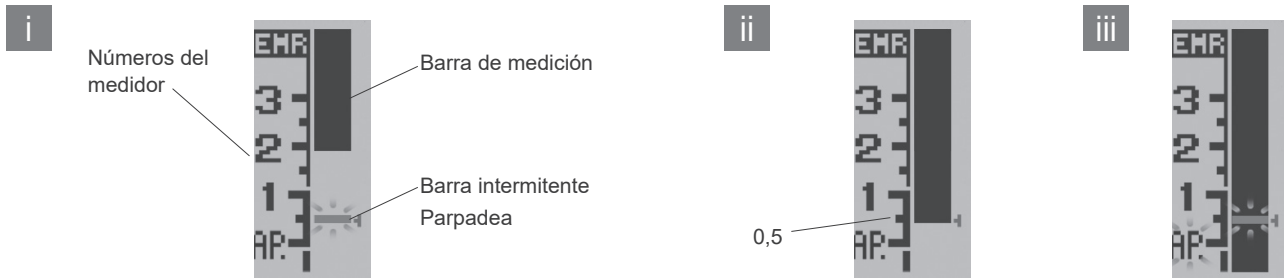 i
Números del
medidor
EMR
3
2
1
AP.
Barra de medición
Barra intermitente
Parpadea
ii
EMR
3
2
1
AP.
0,5
iii
EMR
3
2
1
AP.